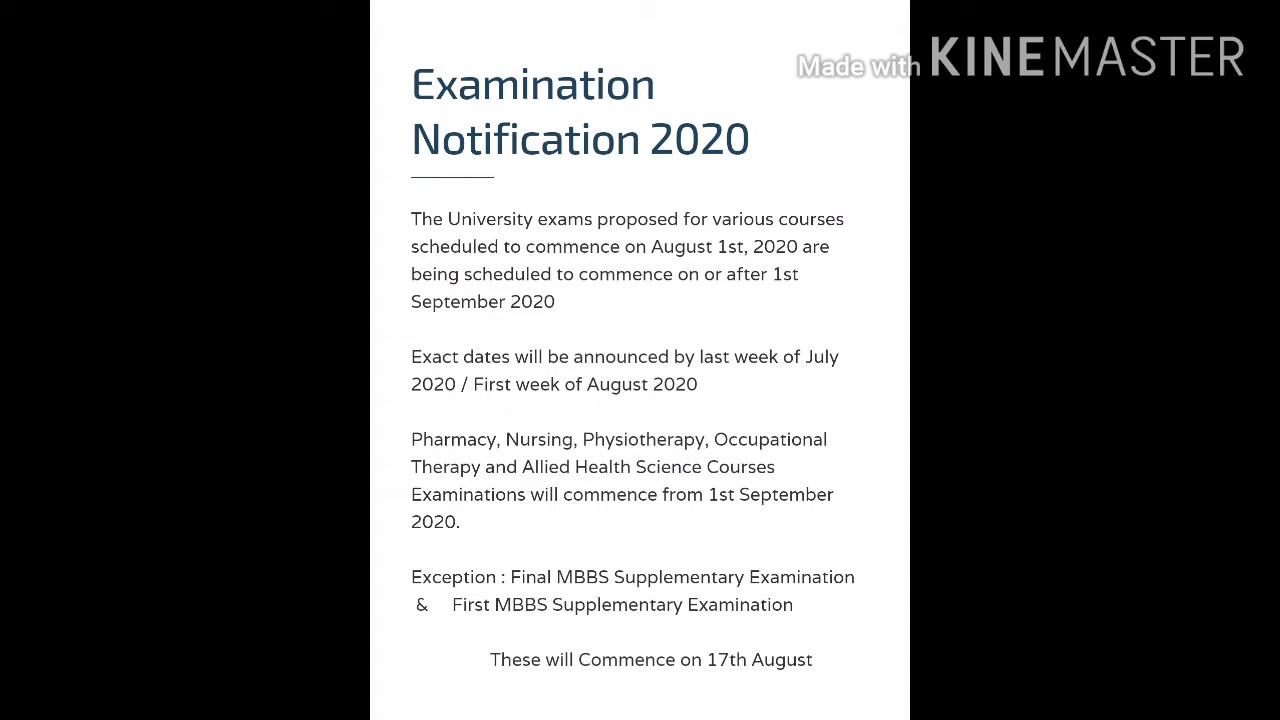 Made with KINEMASTER
Examination
Notification 2020
The University exams proposed for various courses
scheduled to commence on August 1st, 2020 are
being scheduled to commence on or after 1st
September 2020
Exact dates will be announced by last week of July
2020 / First week of August 2020
Pharmacy, Nursing, Physiotherapy, Occupational
Therapy and Allied Health Science Courses
Examinations will commence from 1st September
2020.
Exception : Final MBBS Supplementary Examination
& First MBBS Supplementary Examination
These will Commence on 17th August